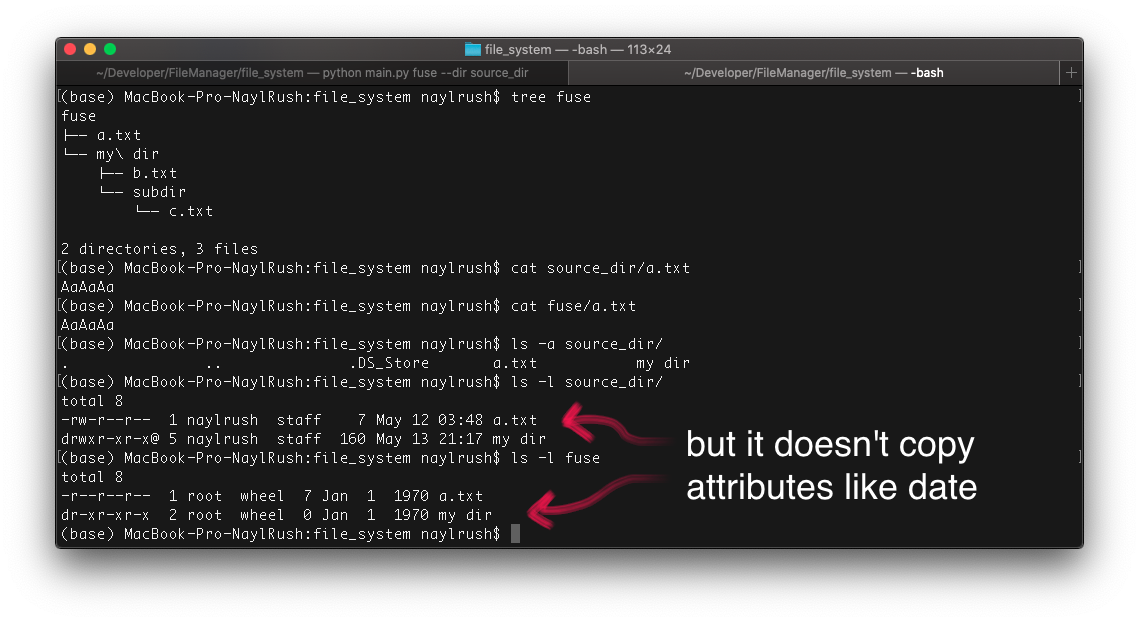 file_system — -bash — 113×24
~/Developer/FileManager/file_system — python main.py fuse --dir source_dir
~/Developer/FileManager/file_system — -bash
[(base) MacBook-Pro-NaylRush:file_system naylrush$ tree fuse ]
fuse
├── a.txt
└── my\ dir
    ├── b.txt
    └── subdir
        └── c.txt
2 directories, 3 files
[(base) MacBook-Pro-NaylRush:file_system naylrush$ cat source_dir/a.txt ]
AaAaAa
[(base) MacBook-Pro-NaylRush:file_system naylrush$ cat fuse/a.txt ]
AaAaAa
[(base) MacBook-Pro-NaylRush:file_system naylrush$ ls -a source_dir/ ]
.               ..              .DS_Store       a.txt           my dir
[(base) MacBook-Pro-NaylRush:file_system naylrush$ ls -l source_dir/ ]
total 8
-rw-r--r--  1 naylrush  staff    7 May 12 03:48 a.txt
drwxr-xr-x@ 5 naylrush  staff  160 May 13 21:17 my dir
[(base) MacBook-Pro-NaylRush:file_system naylrush$ ls -l fuse ]
total 8
-r--r--r--  1 root  wheel  7 Jan  1  1970 a.txt
dr-xr-xr-x  2 root  wheel  0 Jan  1  1970 my dir
(base) MacBook-Pro-NaylRush:file_system naylrush$
but it doesn't copy
attributes like date